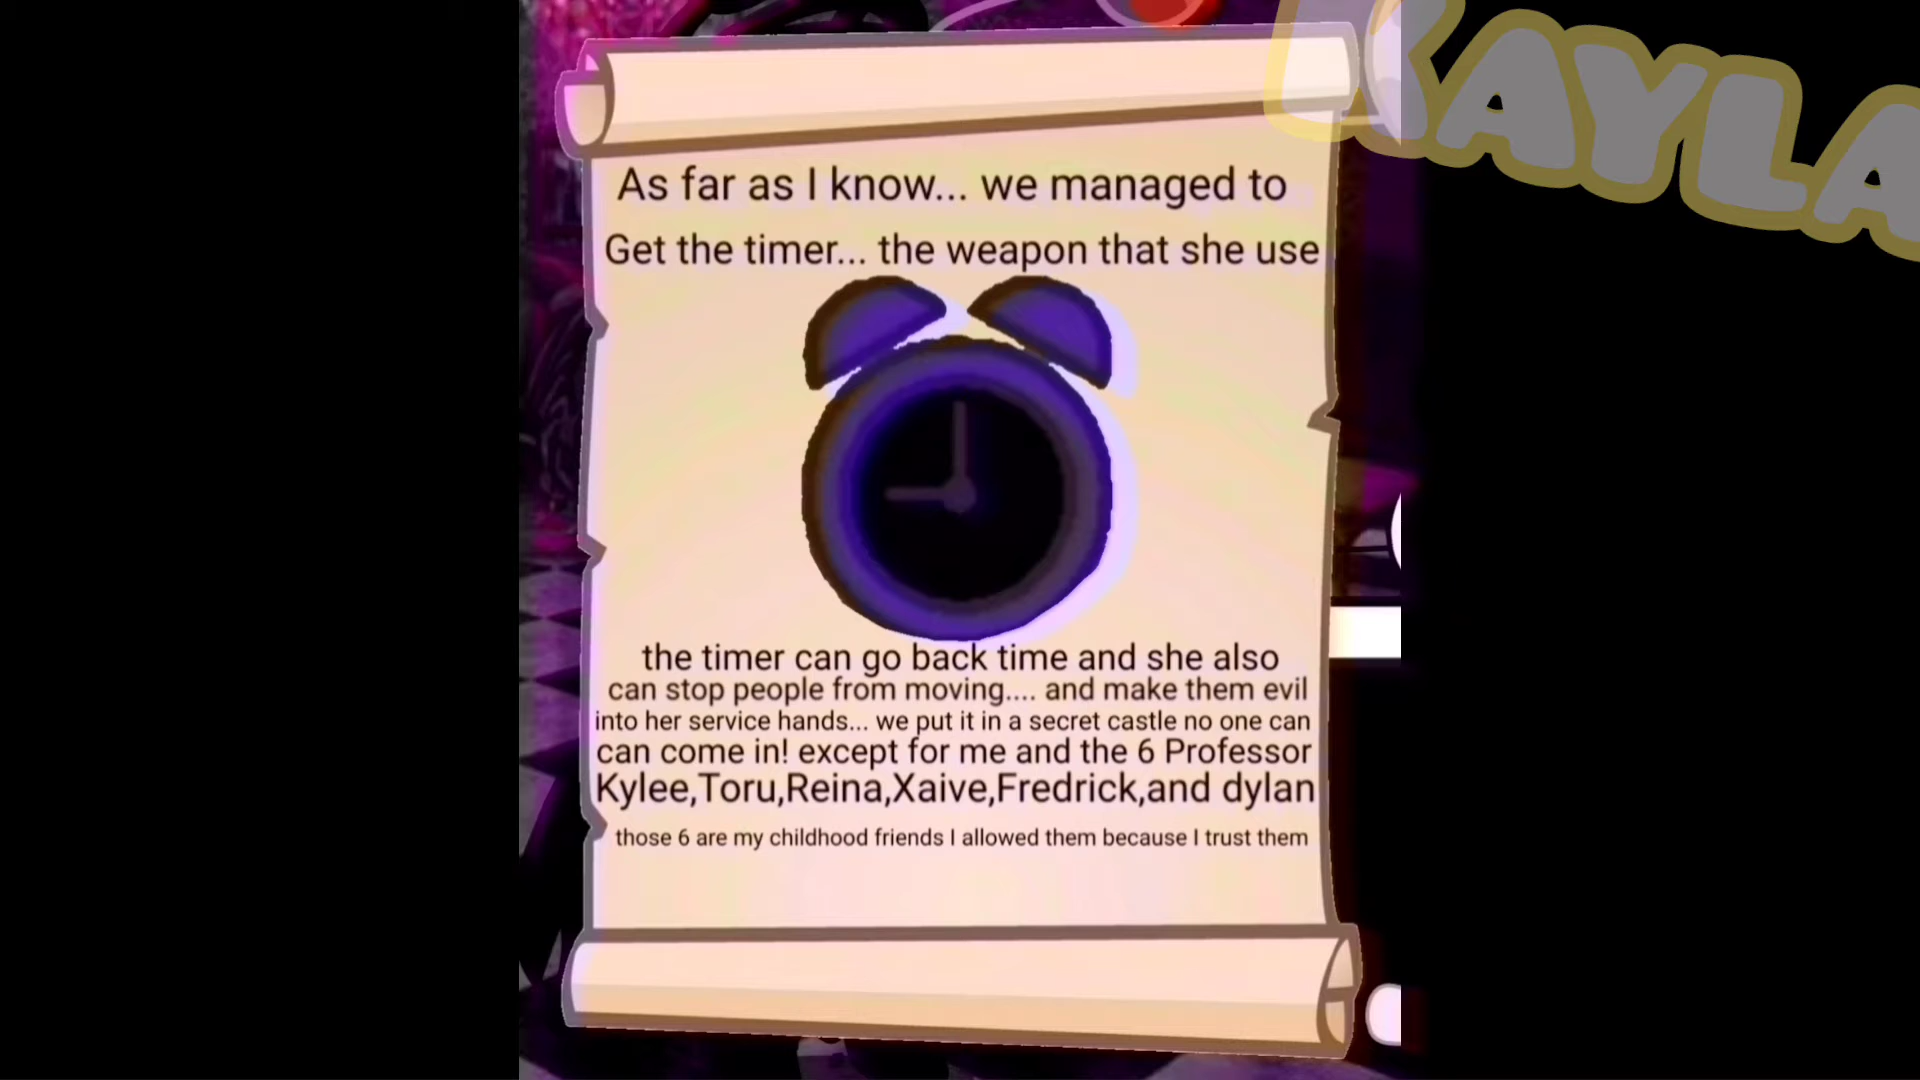 KAYLA
As far as I know... we managed to
Get the timer... the weapon that she use
the timer can go back time and she also
can stop people from moving.... and make them evil
into her service hands... we put it in a secret castle no one can
can come in! except for me and the 6 Professor
Kylee,Toru,Reina,Xaive,Fredrick,and dylan
those 6 are my childhood friends I allowed them because I trust them